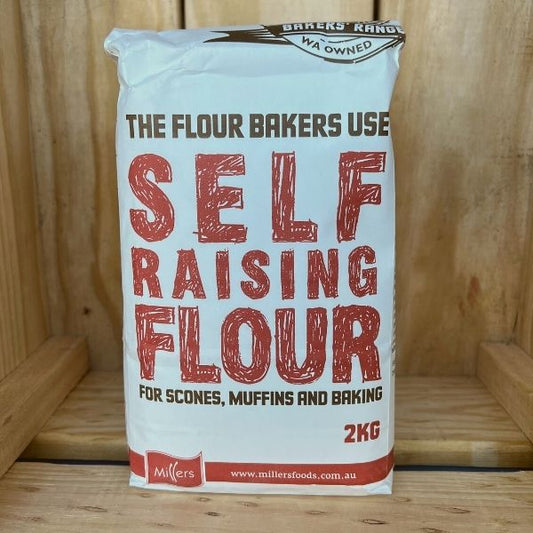 BAKERS' RANGE
WA OWNED
THE FLOUR BAKERS USE
SELF
RAISING
FLOUR
FOR SCONES, MUFFINS AND BAKING
2KG
Millers
www.millersfoods.com.au